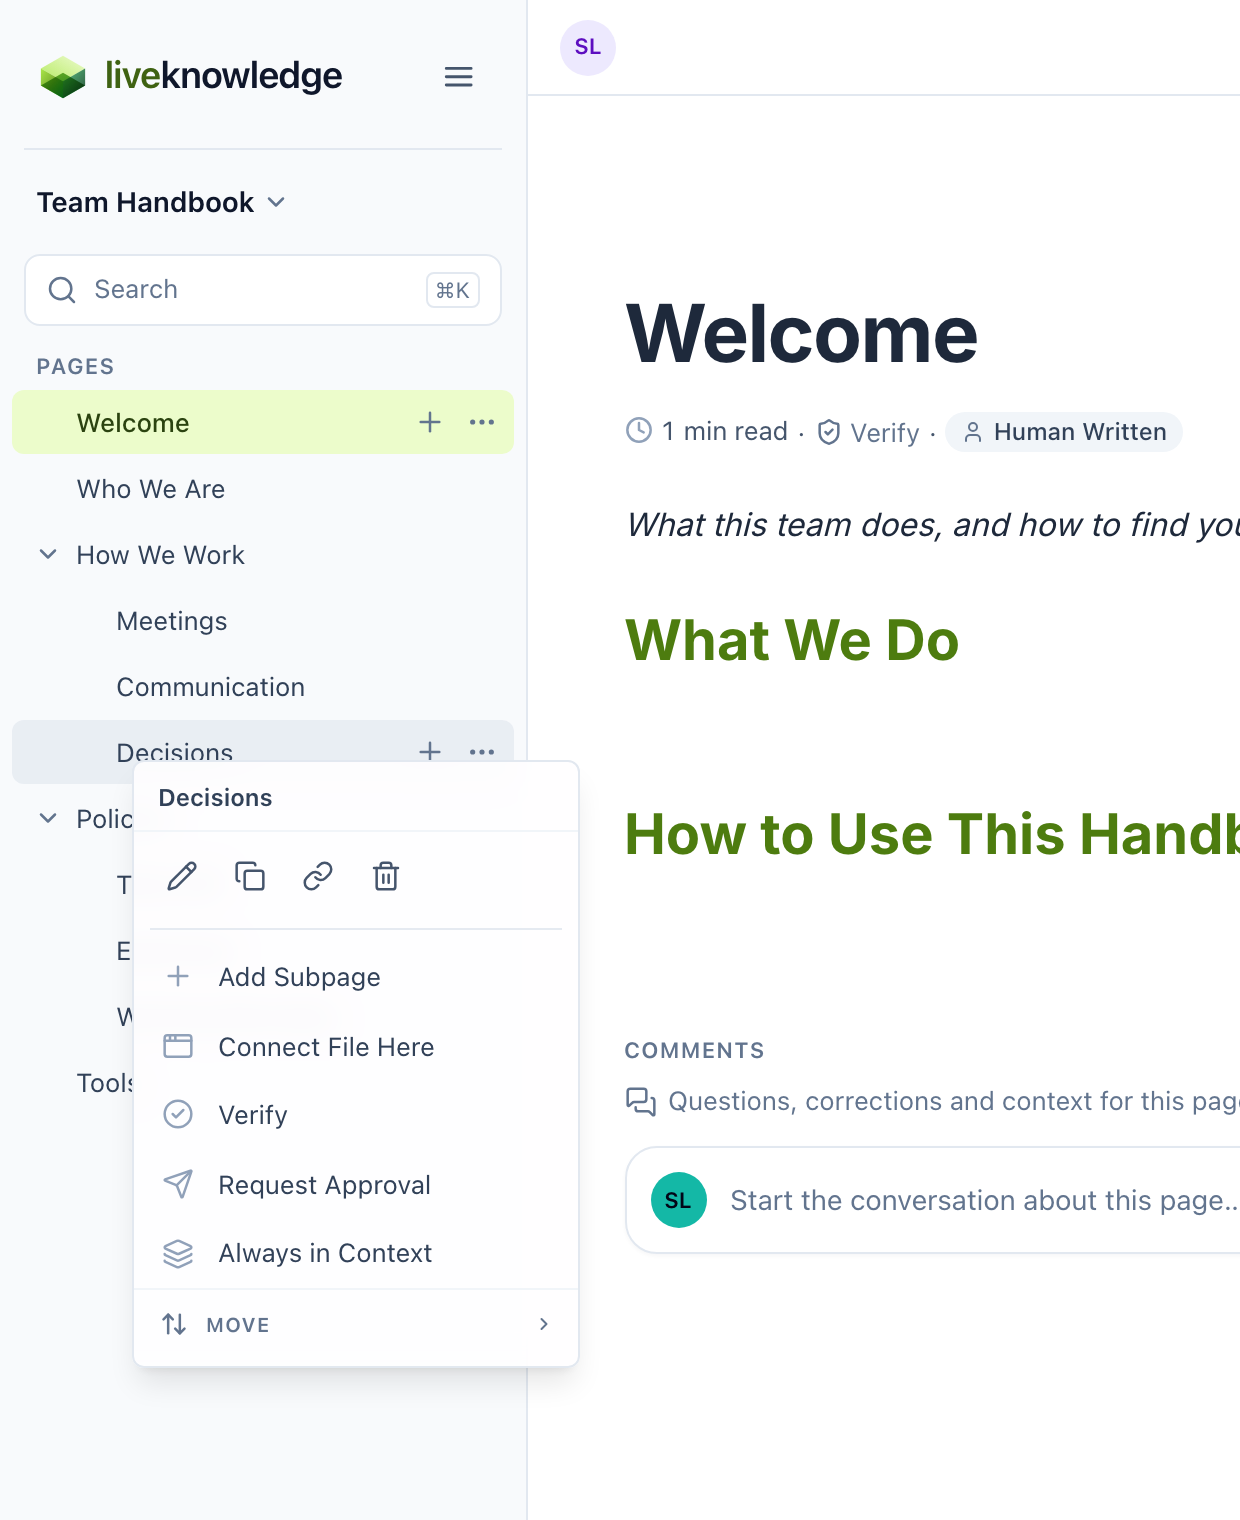 liveknowledge
SL
Team Handbook
Search ⌘K
PAGES
Welcome
Who We Are
How We Work
Meetings
Communication
Decisions
Decisions
Add Subpage
Connect File Here
Verify
Request Approval
Always in Context
MOVE
Welcome
1 min read · Verify · Human Written
What this team does, and how to find
What We Do
How to Use This
COMMENTS
Questions, corrections and context for this
SL
Start the conversation about this page..